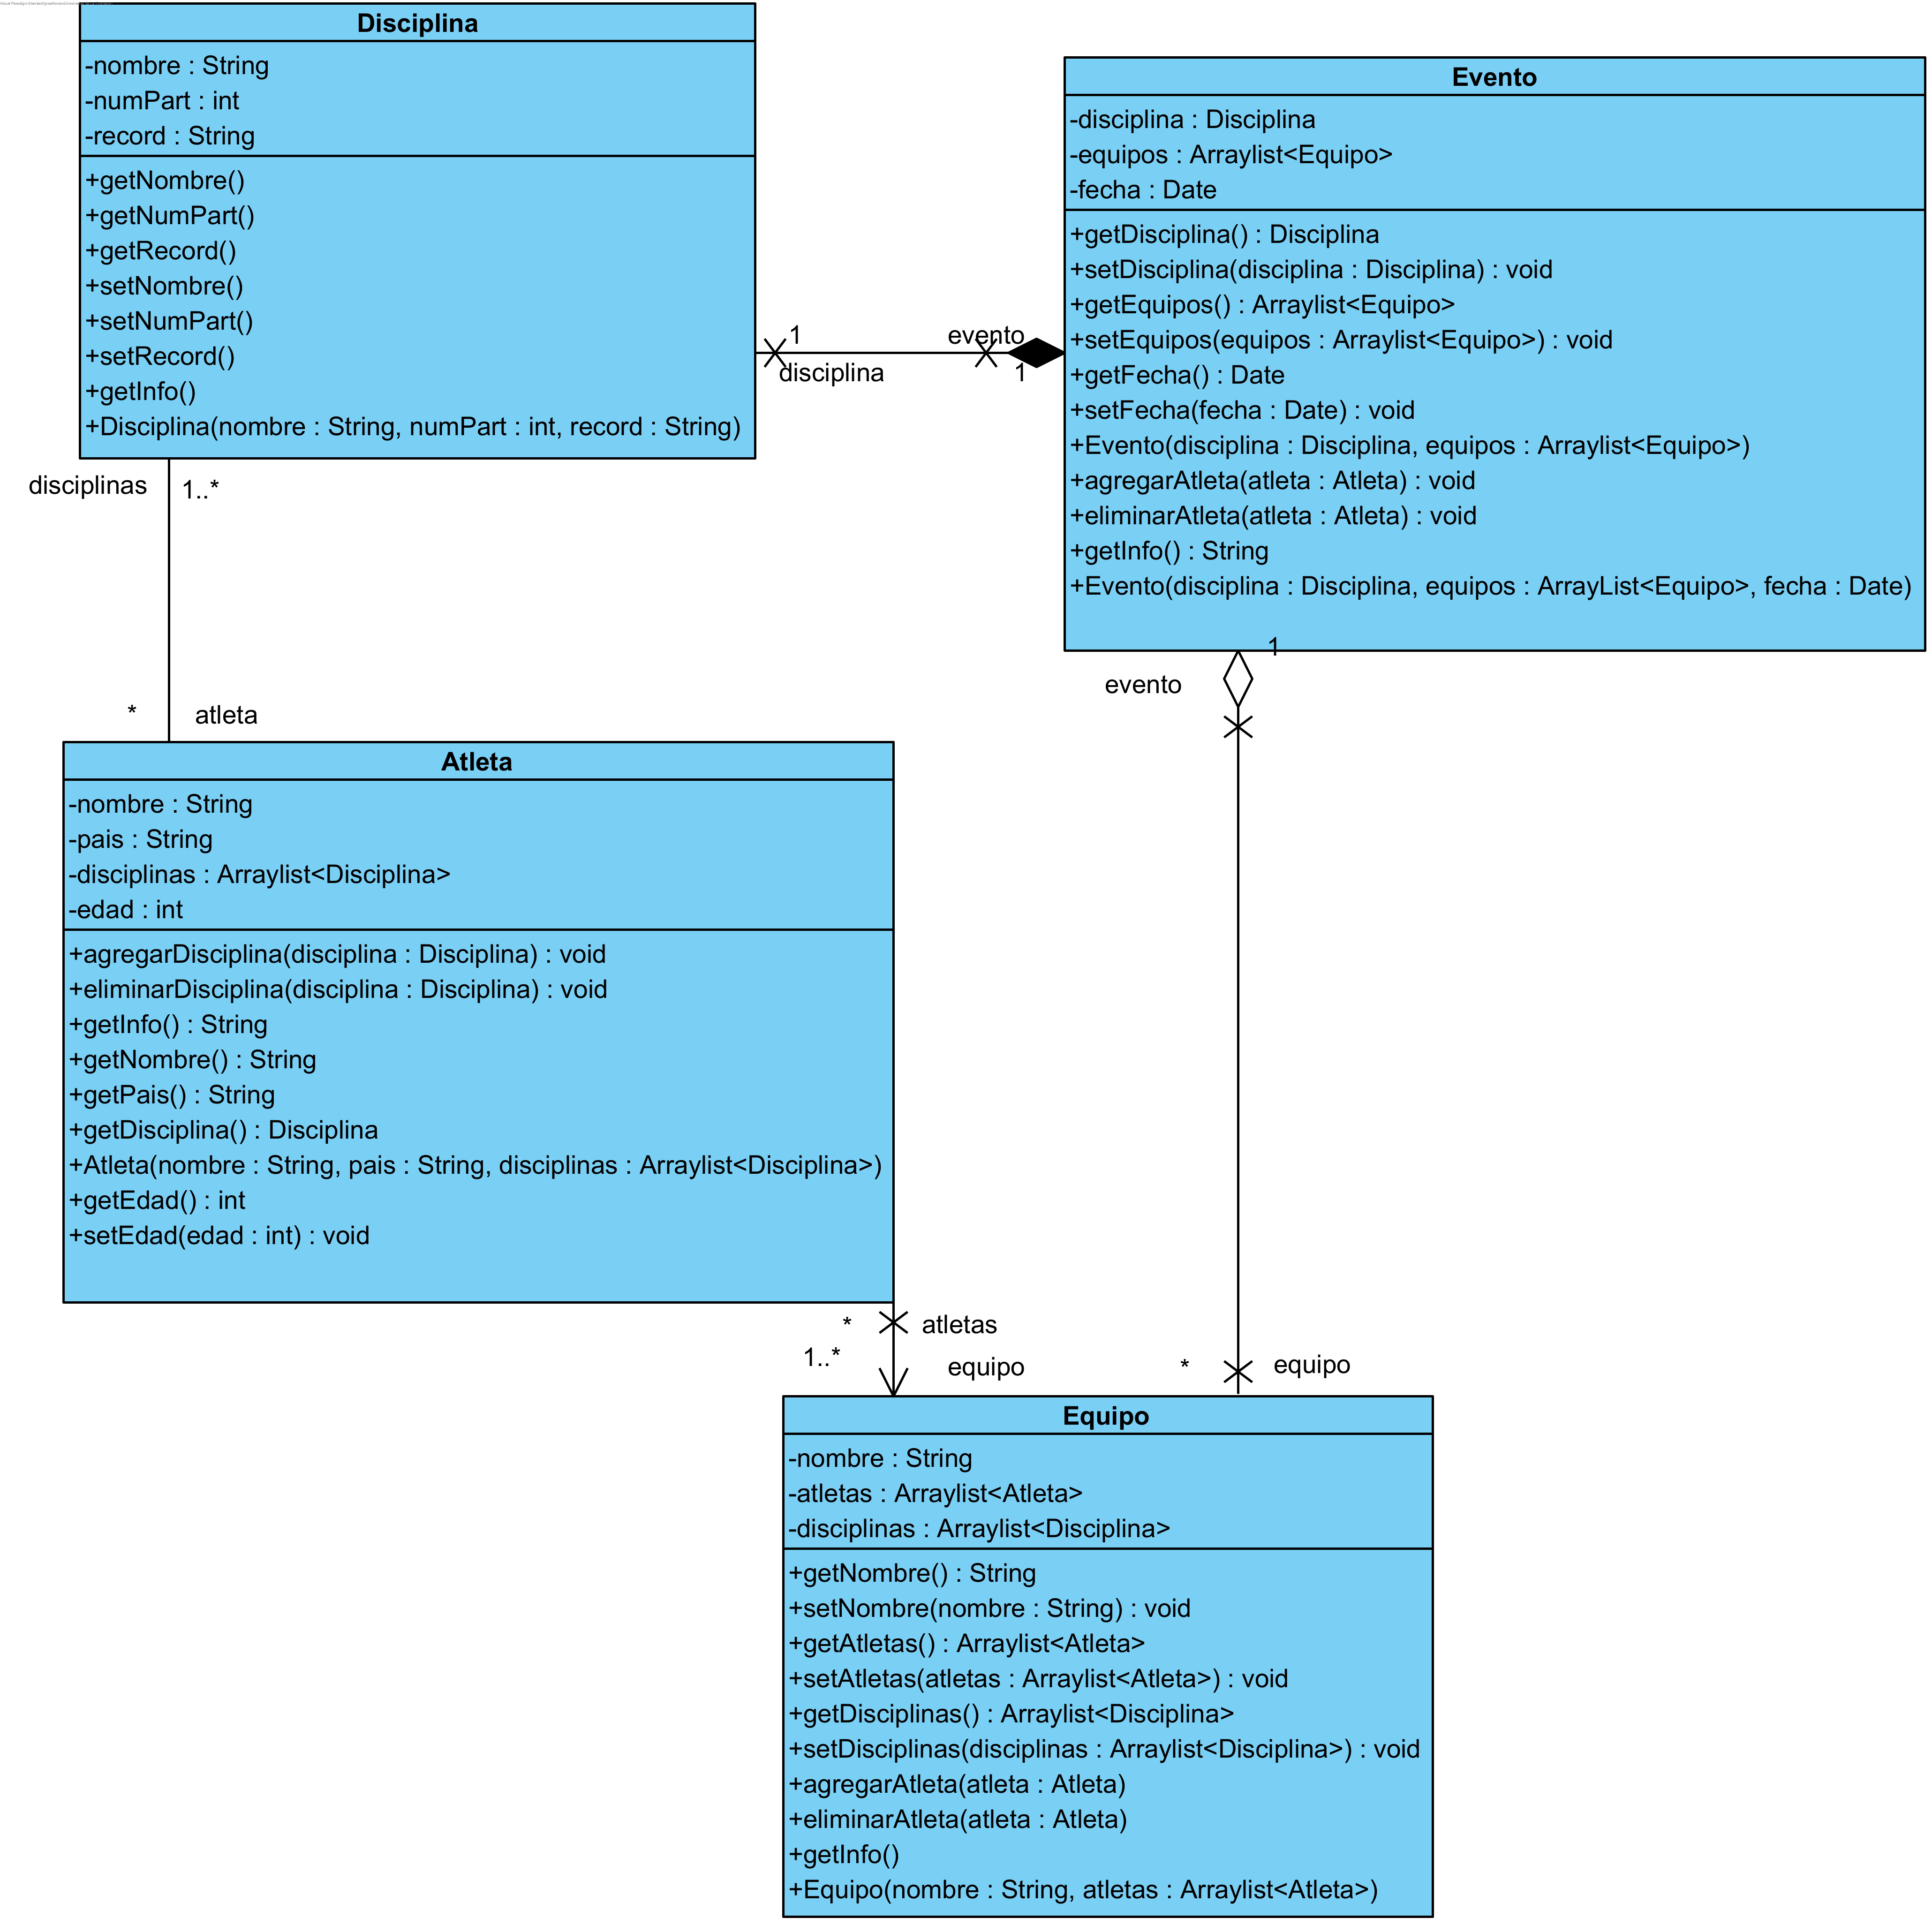 Disciplina
-nombre : String
-numPart : int
-record : String
+getNombre()
+getNumPart()
+getRecord()
+setNombre()
+setNumPart()
+setRecord()
+getInfo()
+Disciplina(nombre : String, numPart : int, record : String)
Evento
-disciplina : Disciplina
-equipos : Arraylist<Equipo>
-fecha : Date
+getDisciplina() : Disciplina
+setDisciplina(disciplina : Disciplina) : void
+getEquipos() : Arraylist<Equipo>
+setEquipos(equipos : Arraylist<Equipo>) : void
+getFecha() : Date
+setFecha(fecha : Date) : void
+Evento(disciplina : Disciplina, equipos : Arraylist<Equipo>)
+agregarAtleta(atleta : Atleta) : void
+eliminarAtleta(atleta : Atleta) : void
+getInfo() : String
+Evento(disciplina : Disciplina, equipos : ArrayList<Equipo>, fecha : Date)
1
disciplina
evento
1
disciplinas
1..*
*
atleta
1
evento
Atleta
-nombre : String
-pais : String
-disciplinas : Arraylist<Disciplina>
-edad : int
+agregarDisciplina(disciplina : Disciplina) : void
+eliminarDisciplina(disciplina : Disciplina) : void
+getInfo() : String
+getNombre() : String
+getPais() : String
+getDisciplina() : Disciplina
+Atleta(nombre : String, pais : String, disciplinas : Arraylist<Disciplina>)
+getEdad() : int
+setEdad(edad : int) : void
*
atletas
1..*
equipo
*
equipo
Equipo
-nombre : String
-atletas : Arraylist<Atleta>
-disciplinas : Arraylist<Disciplina>
+getNombre() : String
+setNombre(nombre : String) : void
+getAtletas() : Arraylist<Atleta>
+setAtletas(atletas : Arraylist<Atleta>) : void
+getDisciplinas() : Arraylist<Disciplina>
+setDisciplinas(disciplinas : Arraylist<Disciplina>) : void
+agregarAtleta(atleta : Atleta)
+eliminarAtleta(atleta : Atleta)
+getInfo()
+Equipo(nombre : String, atletas : Arraylist<Atleta>)